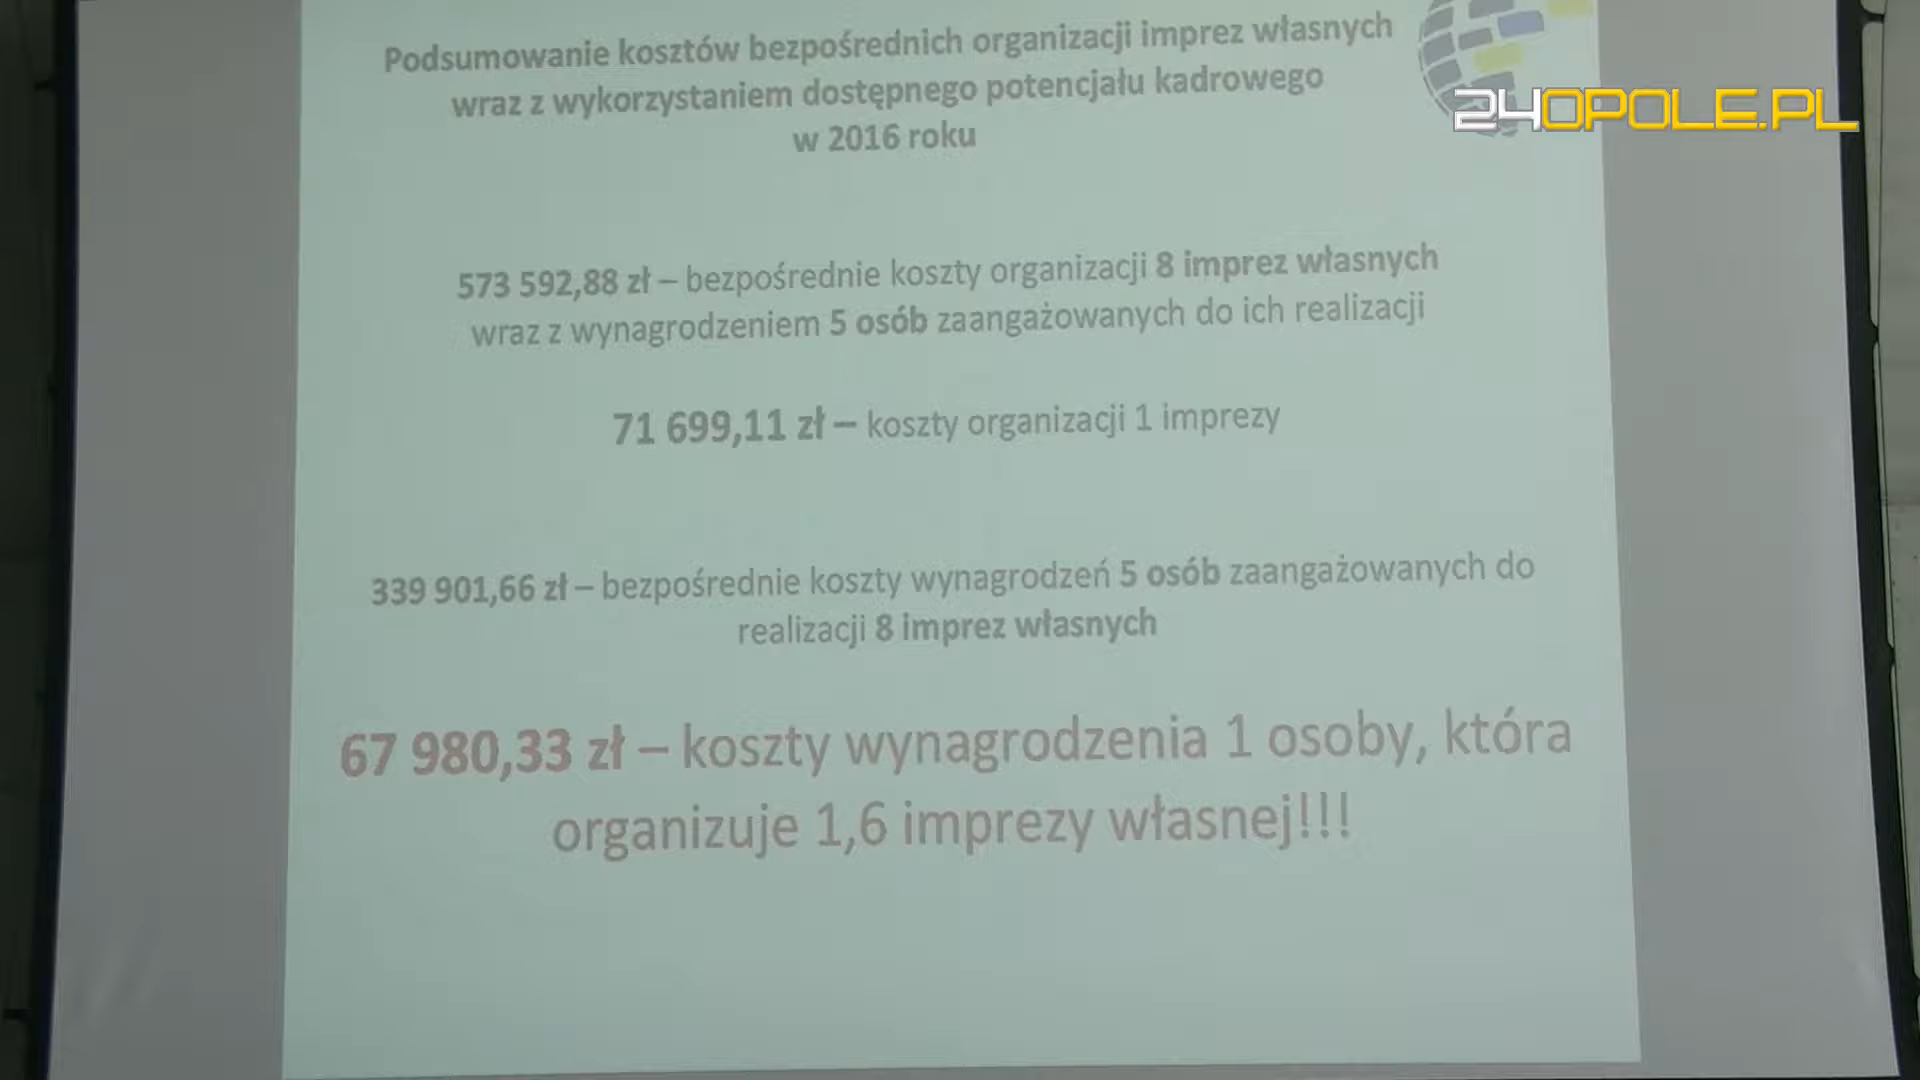 Podsumowanie kosztów bezpośrednich organizacji imprez własnych
wraz z wykorzystaniem dostępnego potencjału kadrowego
w 2016 roku
24OPOLE.PL
573 592,88 zł – bezpośrednie koszty organizacji 8 imprez własnych
wraz z wynagrodzeniem 5 osób zaangażowanych do ich realizacji
71 699,11 zł – koszty organizacji 1 imprezy
339 901,66 zł – bezpośrednie koszty wynagrodzeń 5 osób zaangażowanych do
realizacji 8 imprez własnych
67 980,33 zł – koszty wynagrodzenia 1 osoby, która
organizuje 1,6 imprezy własnej!!!